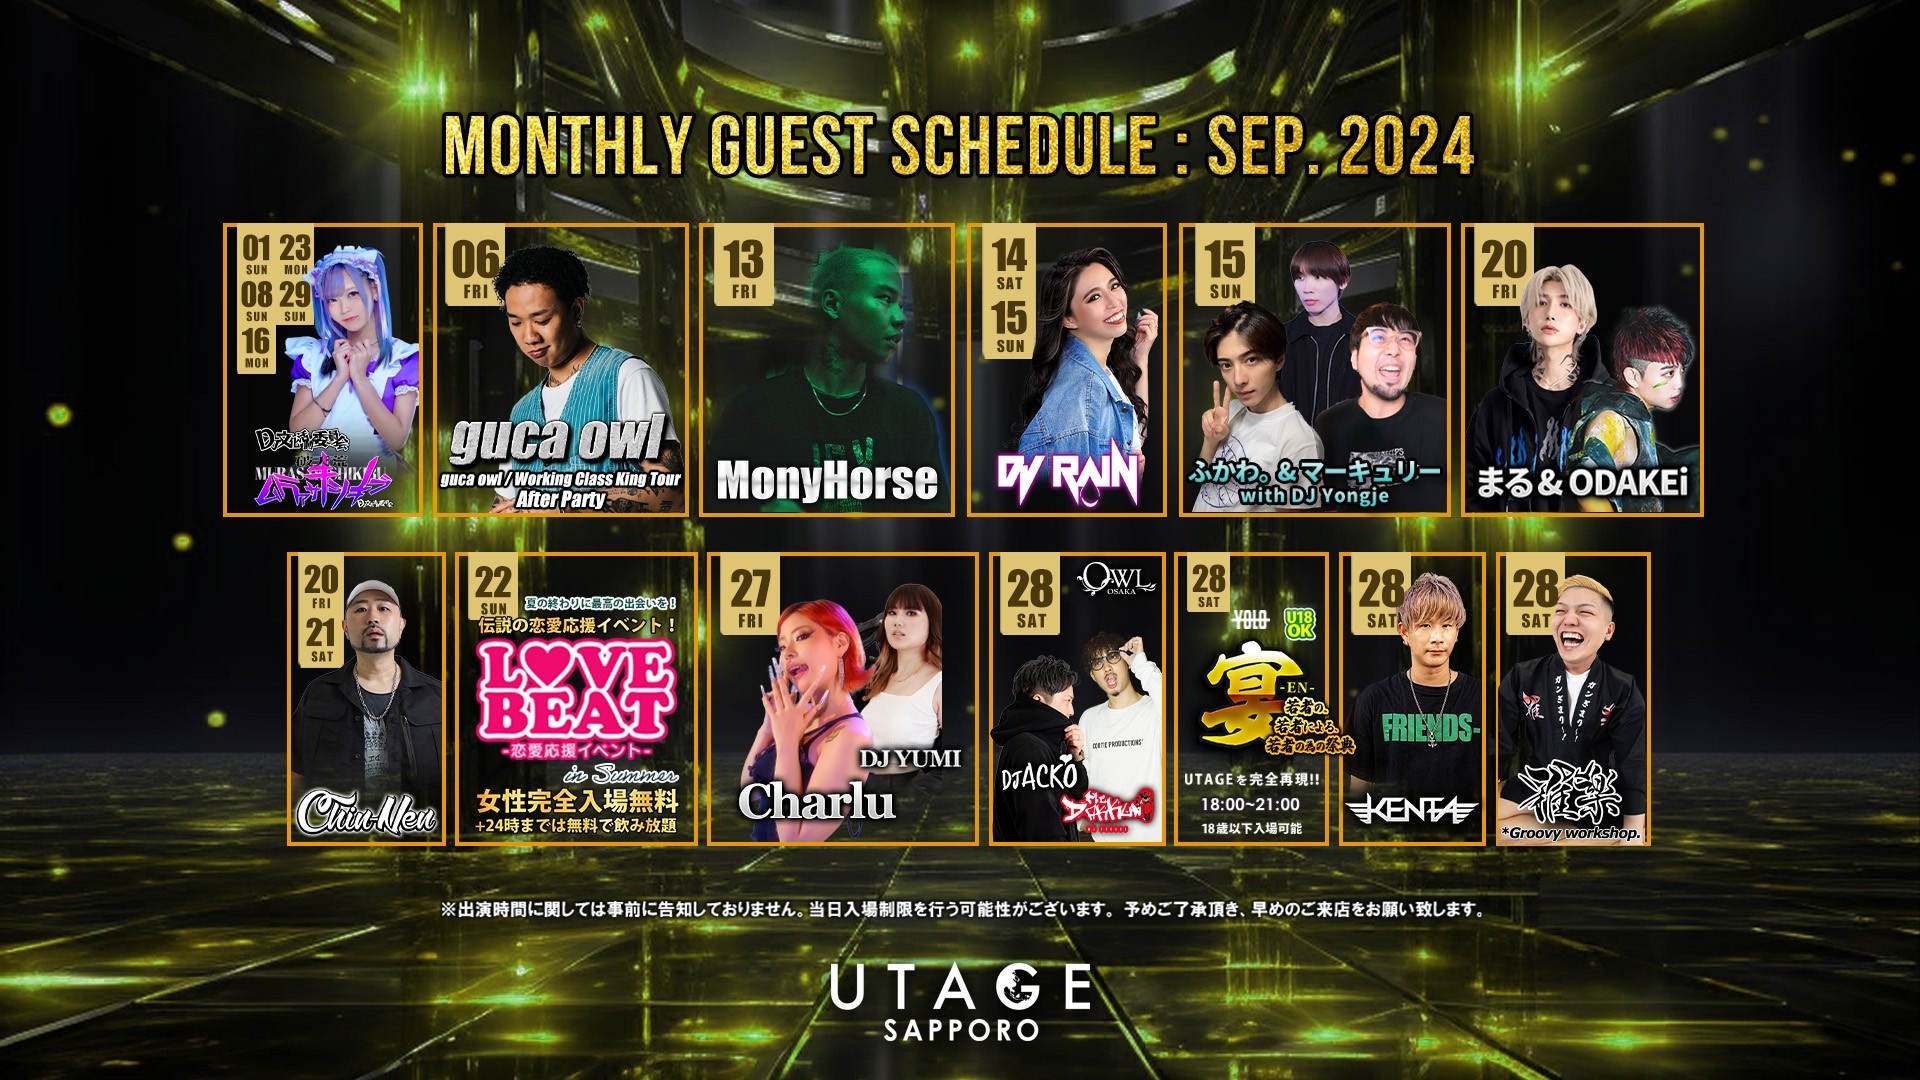 MONTHLY GUEST SCHEDULE : SEP. 2024
01 23
SUN MON
08 29
SUN SUN
16
MON
06
FRI
guca owl
guca owl / Working Class King Tour
After Party
13
FRI
MonyHorse
14
SAT
15
SUN
DY RAIN
15
SUN
ふかわ。&マーキュリー
with DJ Yongje
20
FRI
まる & ODAKEi
20
FRI
21
SAT
Chin-Nen
22
SUN
夏の終わりに最高の出会いを!
伝説の恋愛応援イベント!
LOVE
BEAT
-恋愛応援イベント-
in Summer
女性完全入場無料
+24時までは無料で飲み放題
27
FRI
DJ YUMI
Charlu
28
SAT
OWL
OSAKA
COOTIE PRODUCTIONS
DJ ACKO
28
SAT
YOLO
U18
OK
宴
-EN-
若者の、
若者による、
若者の為の祭典
UTAGEを完全再現!!
18:00~21:00
18歳以下入場可能
28
SAT
FRIENDS-
KENTA
28
SAT
雅楽
*Groovy workshop.
※出演時間に関しては事前に告知しておりません。当日入場制限を行う可能性がございます。予めご了承頂き、早めのご来店をお願い致します。
UTAGE
SAPPORO